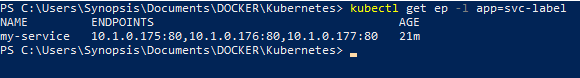 PS C:\Users\Synopsis\Documents\DOCKER\Kubernetes> kubectl get ep -l app=svc-label
NAME ENDPOINTS AGE
my-service 10.1.0.175:80,10.1.0.176:80,10.1.0.177:80 21m
PS C:\Users\Synopsis\Documents\DOCKER\Kubernetes>